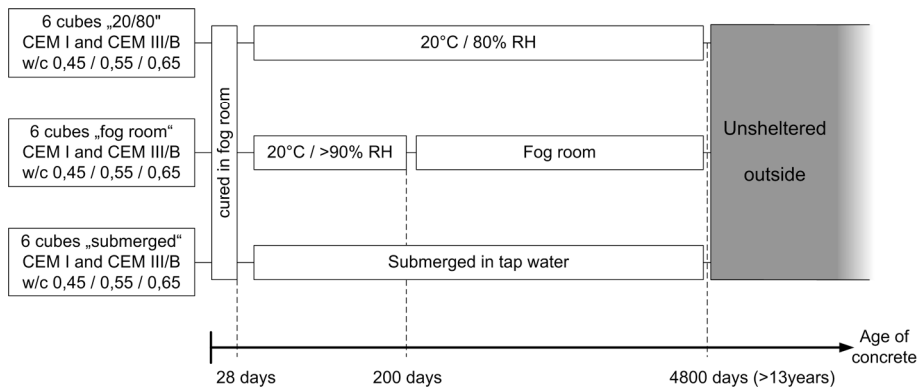 6 cubes „20/80"
CEM I and CEM III/B
w/c 0,45 / 0,55 / 0,65
20°C / 80% RH
6 cubes „fog room“
CEM I and CEM III/B
w/c 0,45 / 0,55 / 0,65
cured in fog room
20°C / >90% RH
Fog room
Unsheltered
outside
6 cubes „submerged“
CEM I and CEM III/B
w/c 0,45 / 0,55 / 0,65
Submerged in tap water
Age of
concrete
28 days
200 days
4800 days (>13years)